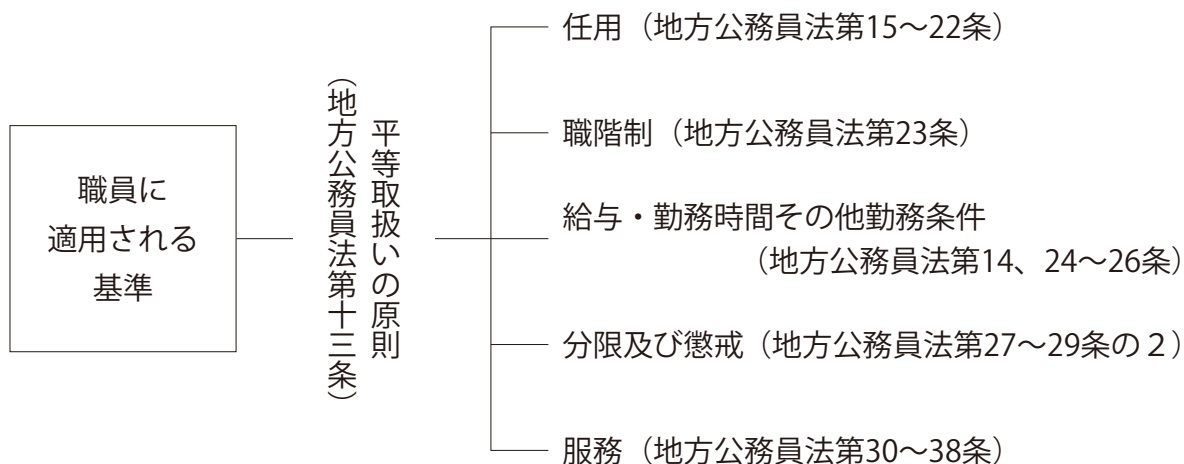 職員に
適用される
基準
平等取扱いの原則
（地方公務員法第十三条）
任用（地方公務員法第15～22条）
職階制（地方公務員法第23条）
給与・勤務時間その他勤務条件
（地方公務員法第14、24～26条）
分限及び懲戒（地方公務員法第27～29条の２）
服務（地方公務員法第30～38条）